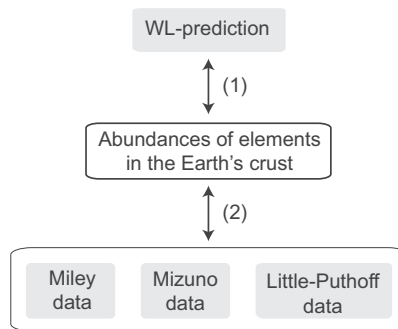 WL-prediction
(1)
Abundances of elements
in the Earth's crust
(2)
Miley
data
Mizuno
data
Little-Puthoff
data